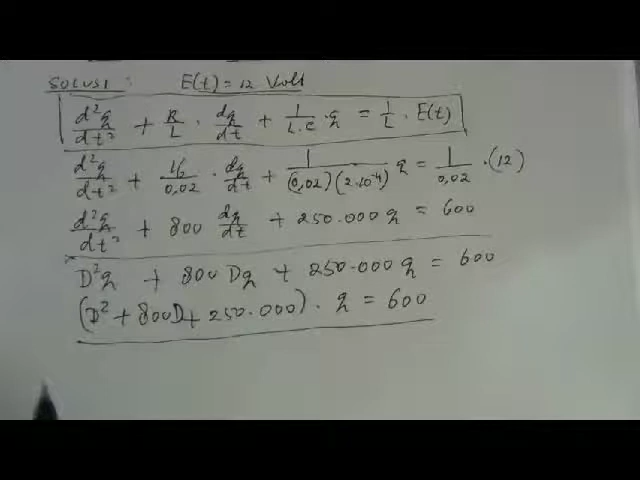 SOLUSI : E(t) = 12 Volt
d²q/dt² + R/L · dq/dt + 1/L.C · q = 1/L · E(t)
d²q/dt² + 16/0,02 · dq/dt + 1/(0,02)(2·10⁻⁴) q = 1/0,02 · (12)
d²q/dt² + 800 dq/dt + 250.000 q = 600
D²q + 800 Dq + 250.000 q = 600
(D² + 800D + 250.000) · q = 600